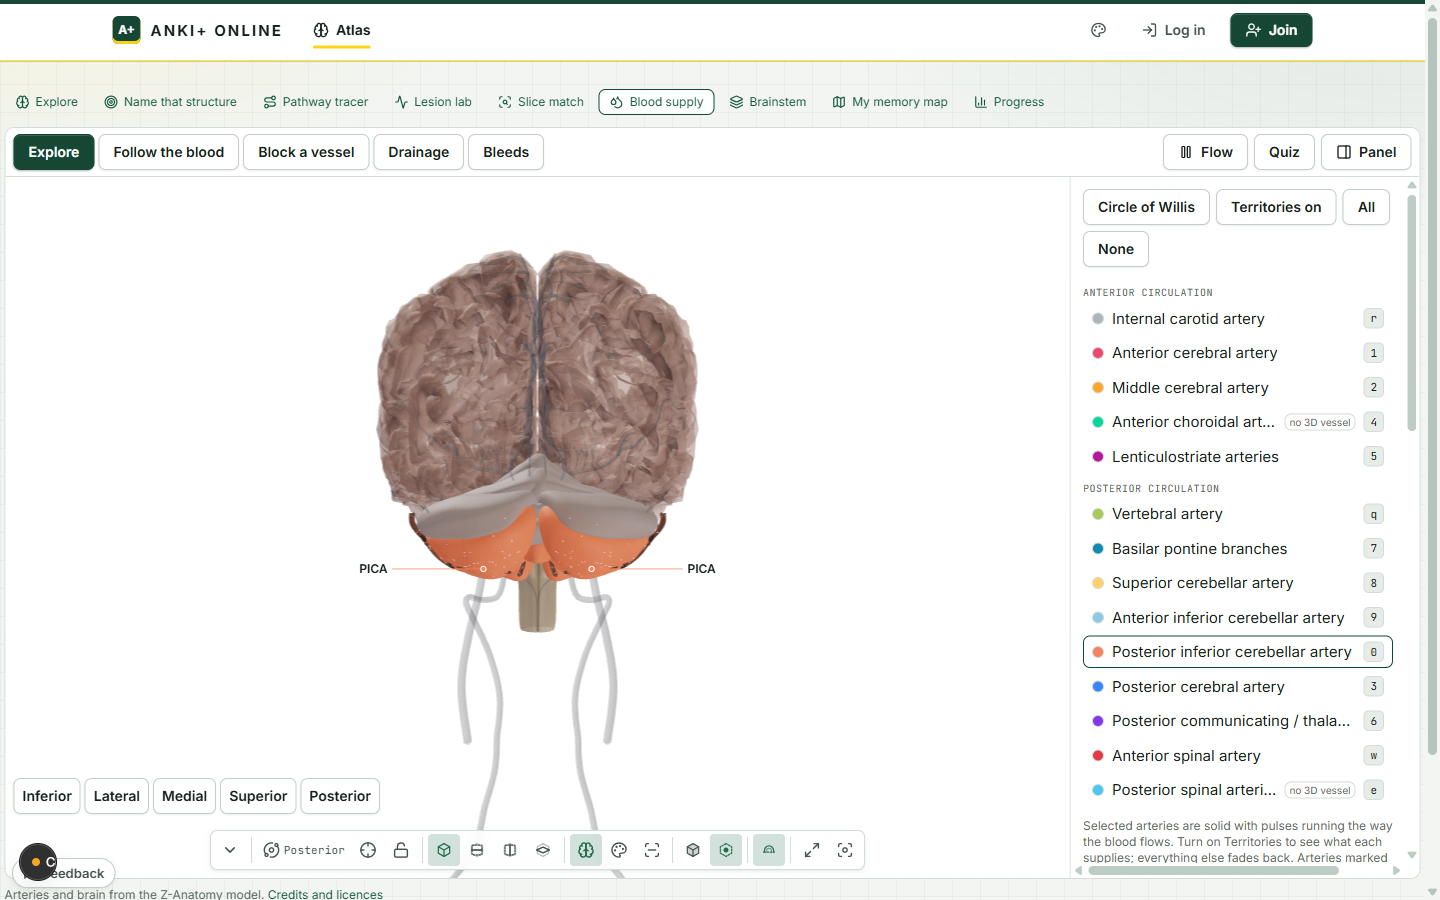 A+ ANKI+ ONLINE Atlas Log in Join
Explore Name that structure Pathway tracer Lesion lab Slice match Blood supply Brainstem My memory map Progress
Explore Follow the blood Block a vessel Drainage Bleeds Flow Quiz Panel
Circle of Willis Territories on All
None
ANTERIOR CIRCULATION
Internal carotid artery r
Anterior cerebral artery 1
Middle cerebral artery 2
Anterior choroidal art... no 3D vessel 4
Lenticulostriate arteries 5
POSTERIOR CIRCULATION
Vertebral artery q
Basilar pontine branches 7
Superior cerebellar artery 8
Anterior inferior cerebellar artery 9
Posterior inferior cerebellar artery 0
Posterior cerebral artery 3
Posterior communicating / thala... 6
Anterior spinal artery w
Posterior spinal arteri... no 3D vessel e
Selected arteries are solid with pulses running the way
the blood flows. Turn on Territories to see what each
supplies; everything else fades back. Arteries marked
PICA PICA
Inferior Lateral Medial Superior Posterior
Posterior
C
eedback
Arteries and brain from the Z-Anatomy model. Credits and licences